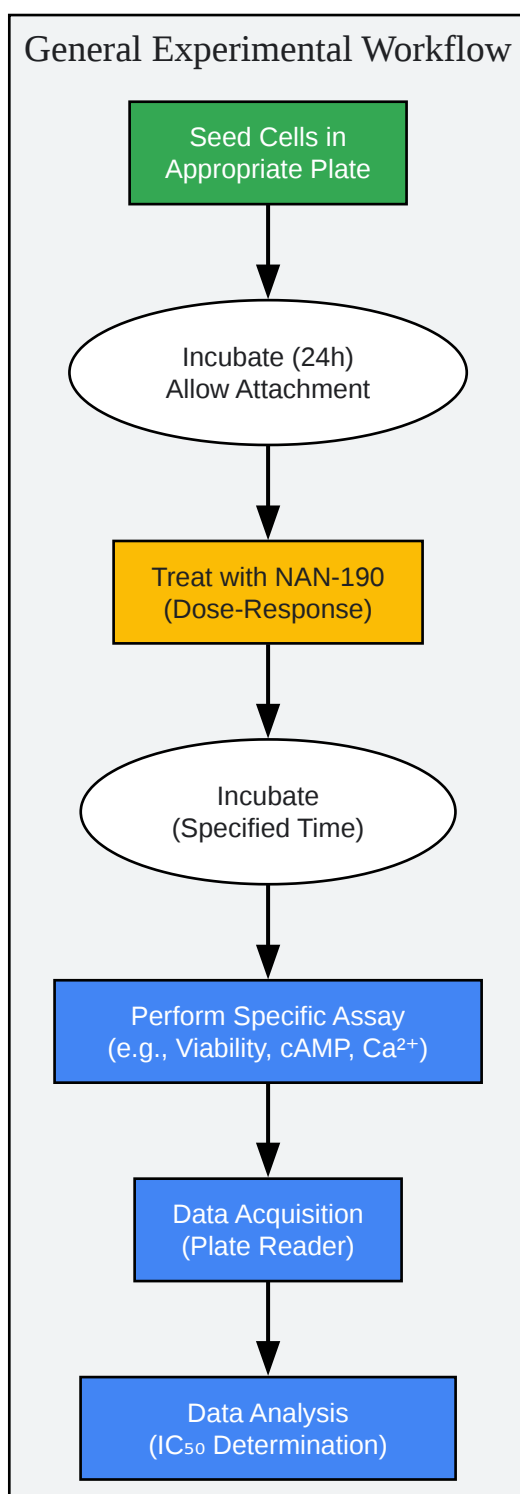 General Experimental Workflow
Seed Cells in
Appropriate Plate
Incubate (24h)
Allow Attachment
Treat with NAN-190
(Dose-Response)
Incubate
(Specified Time)
Perform Specific Assay
(e.g., Viability, cAMP, Ca²⁺)
Data Acquisition
(Plate Reader)
Data Analysis
(IC₅₀ Determination)